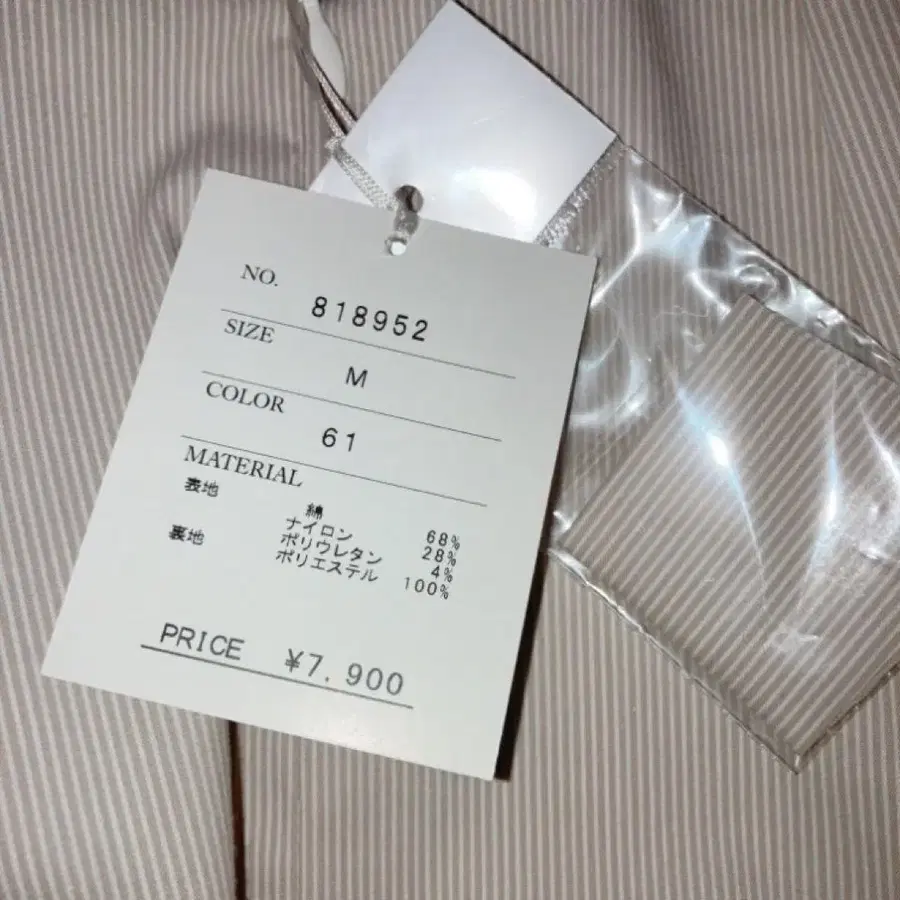 NO. 818952
SIZE M
COLOR 61
MATERIAL
表地 綿 68%
ナイロン 28%
ポリウレタン 4%
裏地 ポリエステル 100%
PRICE ¥7.900